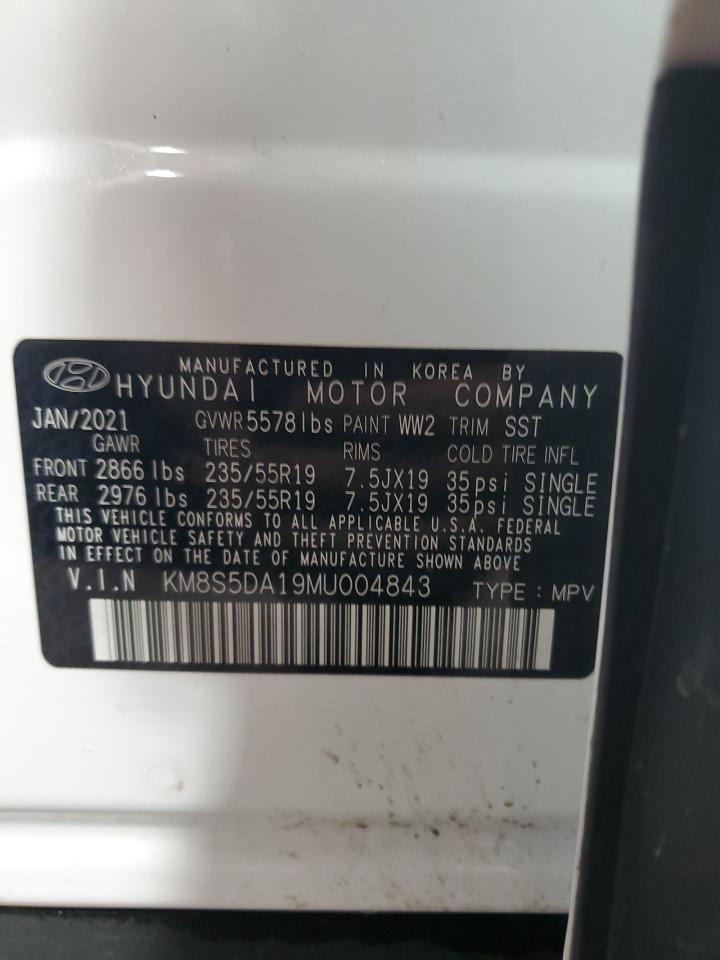 MANUFACTURED IN KOREA BY
HYUNDAI MOTOR COMPANY
JAN/2021 GVWR 5578 lbs PAINT WW2 TRIM SST
GAWR TIRES RIMS COLD TIRE INFL
FRONT 2866 lbs 235/55R19 7.5JX19 35psi SINGLE
REAR 2976 lbs 235/55R19 7.5JX19 35psi SINGLE
THIS VEHICLE CONFORMS TO ALL APPLICABLE U.S.A. FEDERAL
MOTOR VEHICLE SAFETY AND THEFT PREVENTION STANDARDS
IN EFFECT ON THE DATE OF MANUFACTURE SHOWN ABOVE
V.I.N KM8S5DA19MU004843 TYPE : MPV